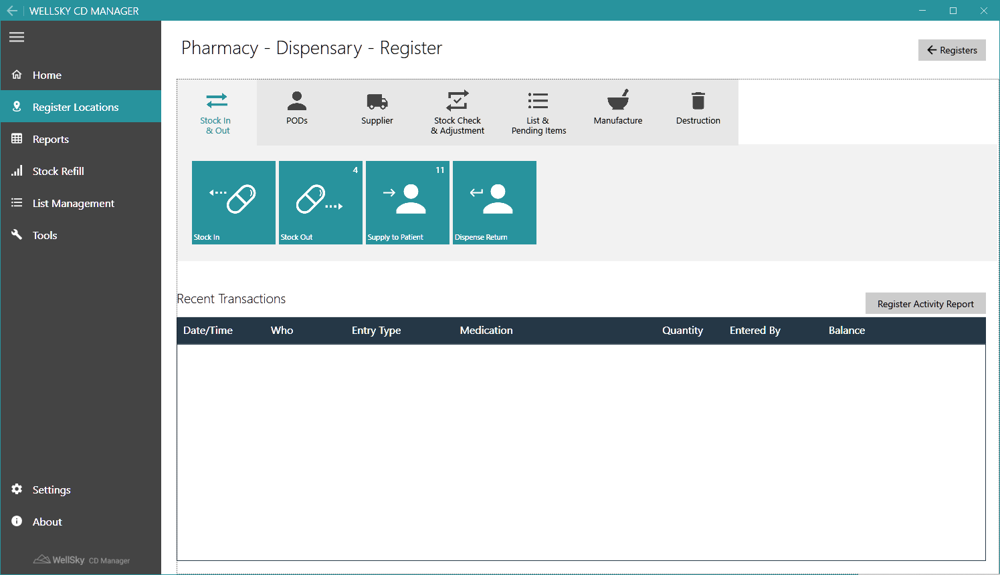 WELLSKY CD MANAGER
Pharmacy - Dispensary - Register
Registers
Home
Register Locations
Reports
Stock Refill
List Management
Tools
Stock In
& Out
PODs
Supplier
Stock Check
& Adjustment
List &
Pending Items
Manufacture
Destruction
Stock In
4
Stock Out
11
Supply to Patient
Dispense Return
Recent Transactions
Register Activity Report
Date/Time Who Entry Type Medication Quantity Entered By Balance
Settings
About
WellSky CD Manager